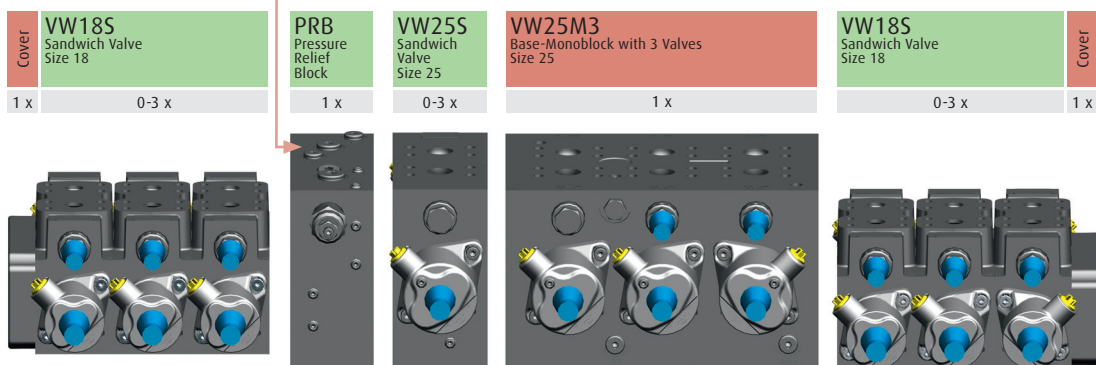 Cover
VW18S
Sandwich Valve
Size 18
1 x
0-3 x
PRB
Pressure
Relief
Block
1 x
VW25S
Sandwich
Valve
Size 25
0-3 x
VW25M3
Base-Monoblock with 3 Valves
Size 25
1 x
VW18S
Sandwich Valve
Size 18
0-3 x
Cover
1 x